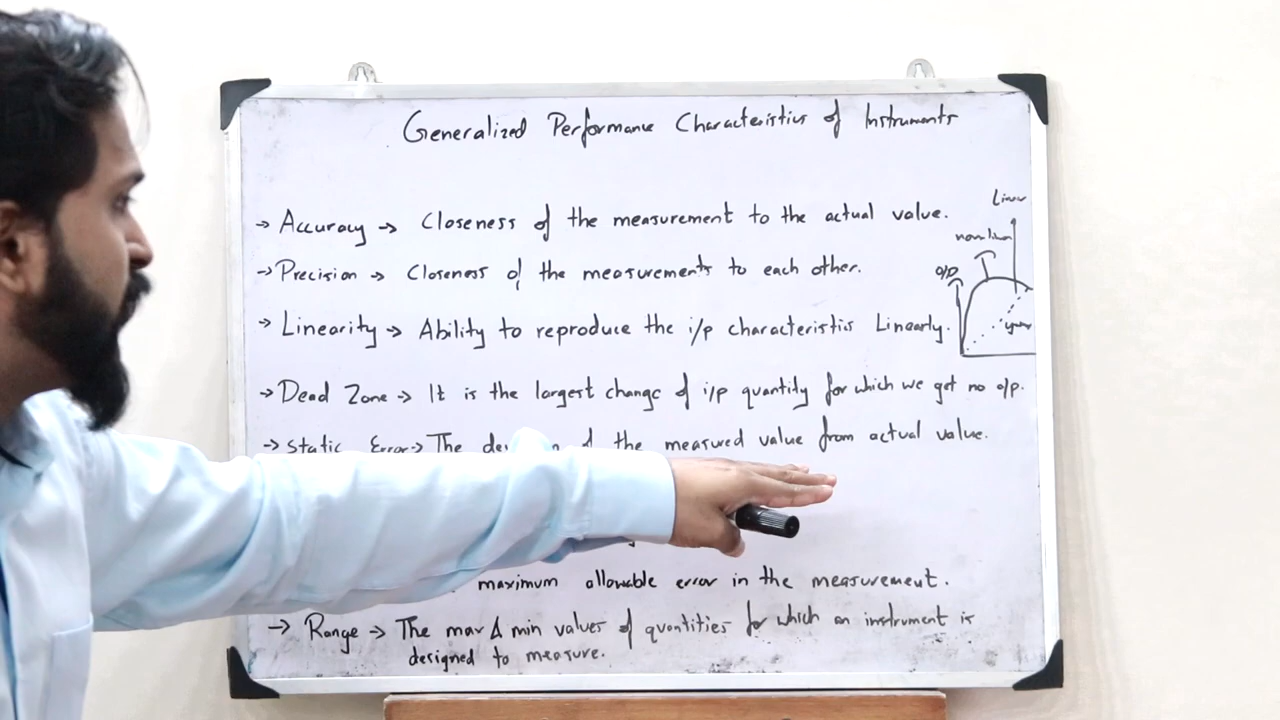 Generalized Performance Characteristics of Instruments
→ Accuracy → Closeness of the measurement to the actual value.
→ Precision → Closeness of the measurements to each other.
→ Linearity → Ability to reproduce the i/p characteristics Linearly.
Linear
non lin
o/p
→ Dead Zone → It is the largest change of i/p quantity for which we get no o/p.
→ Static Error → The of the measured value from actual value.
maximum allowable error in the measurement.
→ Range → The max & min values of quantities for which an instrument is
designed to measure.